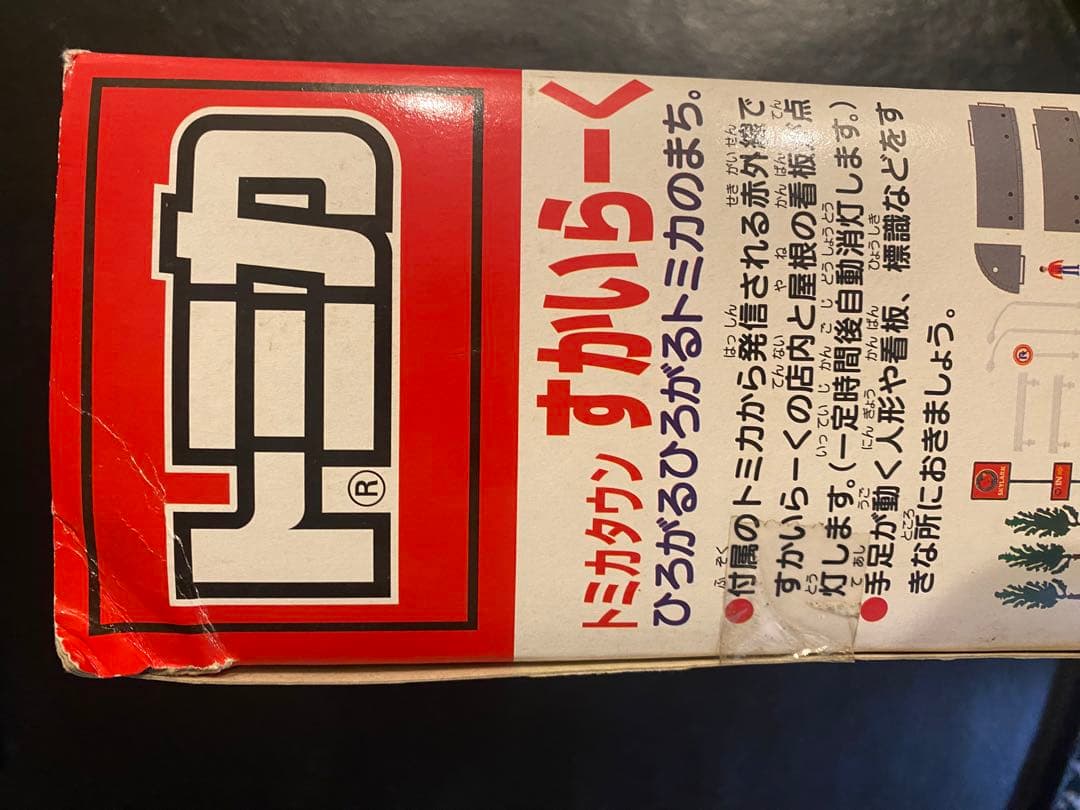 トミカ®
トミカタウン すかいらーく
ひろがるひろがるトミカのまち。
●付属のトミカから発信される赤外線で
すかいらーくの店内と屋根の看板が点
灯します。(一定時間後自動消灯します。)
●手足が動く人形や看板、標識などをす
きな所におきましょう。
SKYLARK
IN